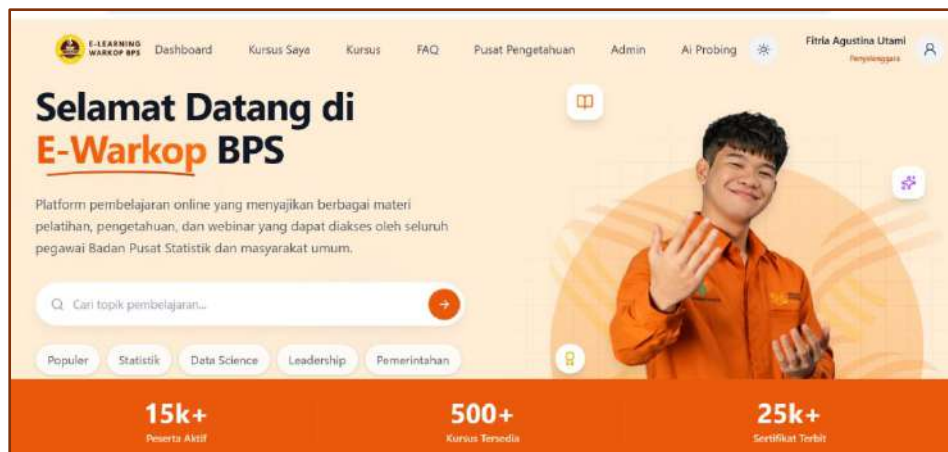 E-LEARNING
WARKOP BPS
Dashboard Kursus Saya Kursus FAQ Pusat Pengetahuan Admin Ai Probing
Fitria Agustina Utami
Penyelenggara
Selamat Datang di
E-Warkop BPS
Platform pembelajaran online yang menyajikan berbagai materi
pelatihan, pengetahuan, dan webinar yang dapat diakses oleh seluruh
pegawai Badan Pusat Statistik dan masyarakat umum.
Cari topik pembelajaran...
Populer Statistik Data Science Leadership Pemerintahan
15k+ 500+ 25k+
Peserta Aktif Kursus Tersedia Sertifikat Terbit